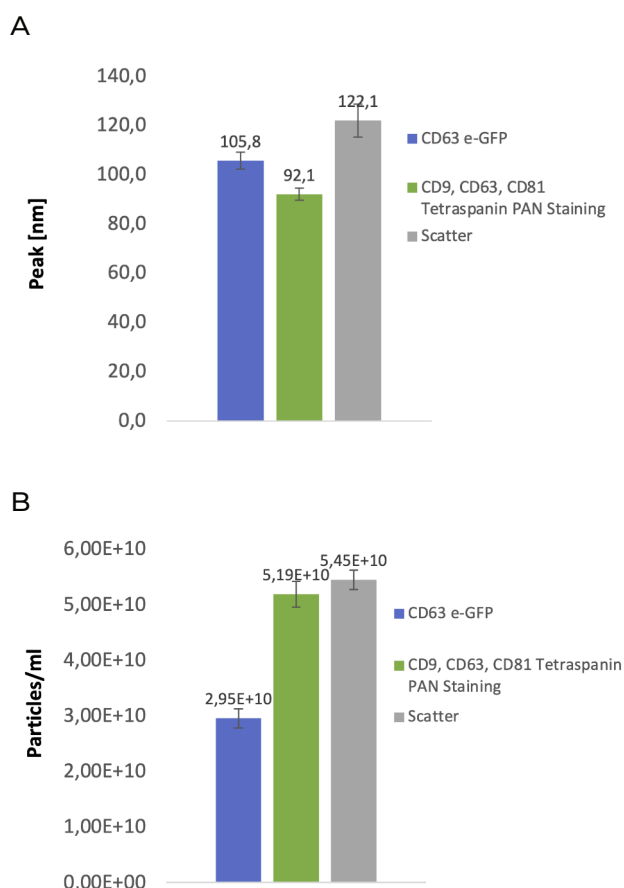 A
140,0
120,0
100,0
80,0
60,0
40,0
20,0
0,0
Peak [nm]
105,8
92,1
122,1
CD63 e-GFP
CD9, CD63, CD81
Tetraspanin PAN Staining
Scatter
B
6,00E+10
5,00E+10
4,00E+10
3,00E+10
2,00E+10
1,00E+10
0,00E+00
Particles/ml
2,95E+10
5,19E+10
5,45E+10
CD63 e-GFP
CD9, CD63, CD81 Tetraspanin
PAN Staining
Scatter